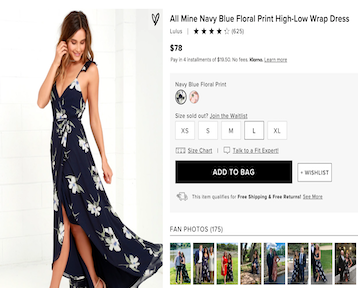 All Mine Navy Blue Floral Print High-Low Wrap Dress
Lulus | (625)
$78
Pay in 4 installments of $19.50. No fees. Klarna. Learn more
Navy Blue Floral Print
Size sold out? Join the Waitlist
XS S M L XL
Size Chart | Talk to a Fit Expert!
ADD TO BAG
+ WISHLIST
This item qualifies for Free Shipping & Free Returns! See More
FAN PHOTOS (175)